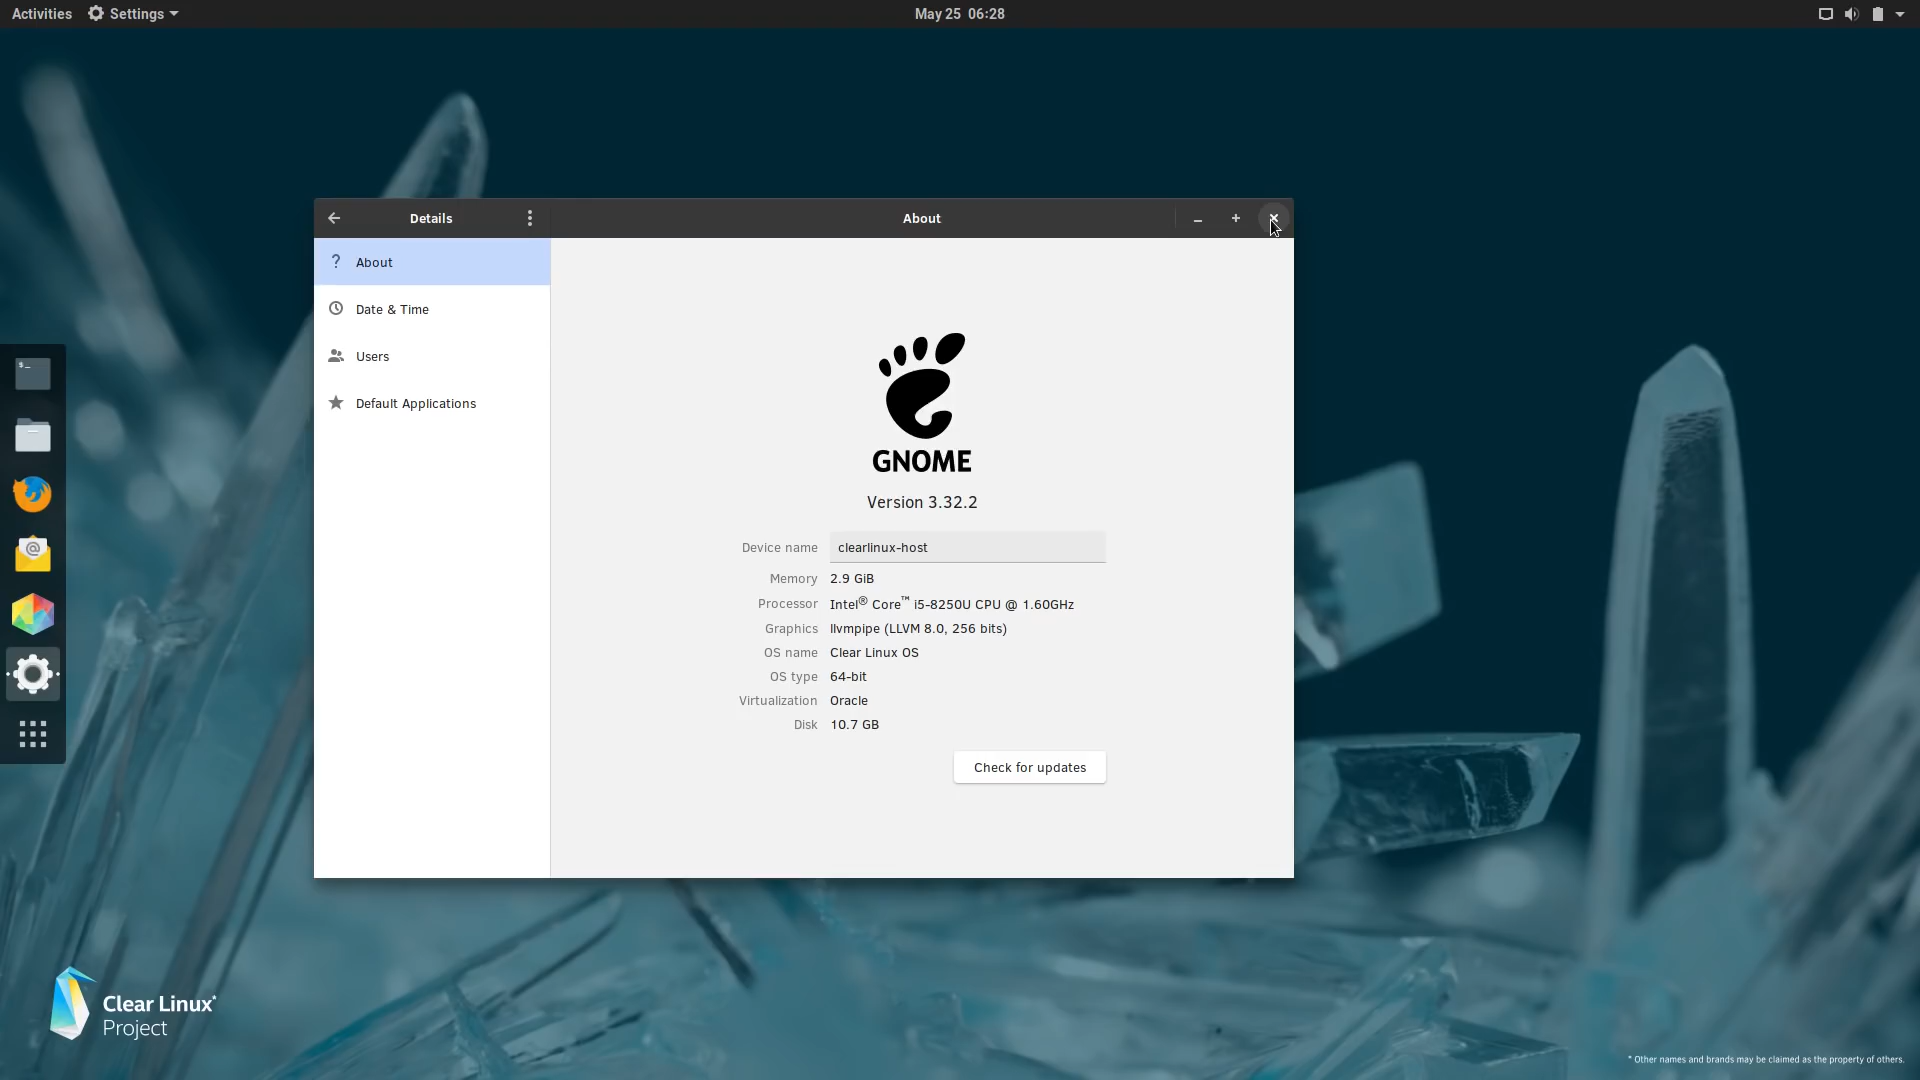 Activities
Settings
May 25 06:28
Details
About
About
Date & Time
Users
Default Applications
GNOME
Version 3.32.2
Device name clearlinux-host
Memory 2.9 GiB
Processor Intel® Core™ i5-8250U CPU @ 1.60GHz
Graphics llvmpipe (LLVM 8.0, 256 bits)
OS name Clear Linux OS
OS type 64-bit
Virtualization Oracle
Disk 10.7 GB
Check for updates
Clear Linux*
Project
* Other names and brands may be claimed as the property of others.